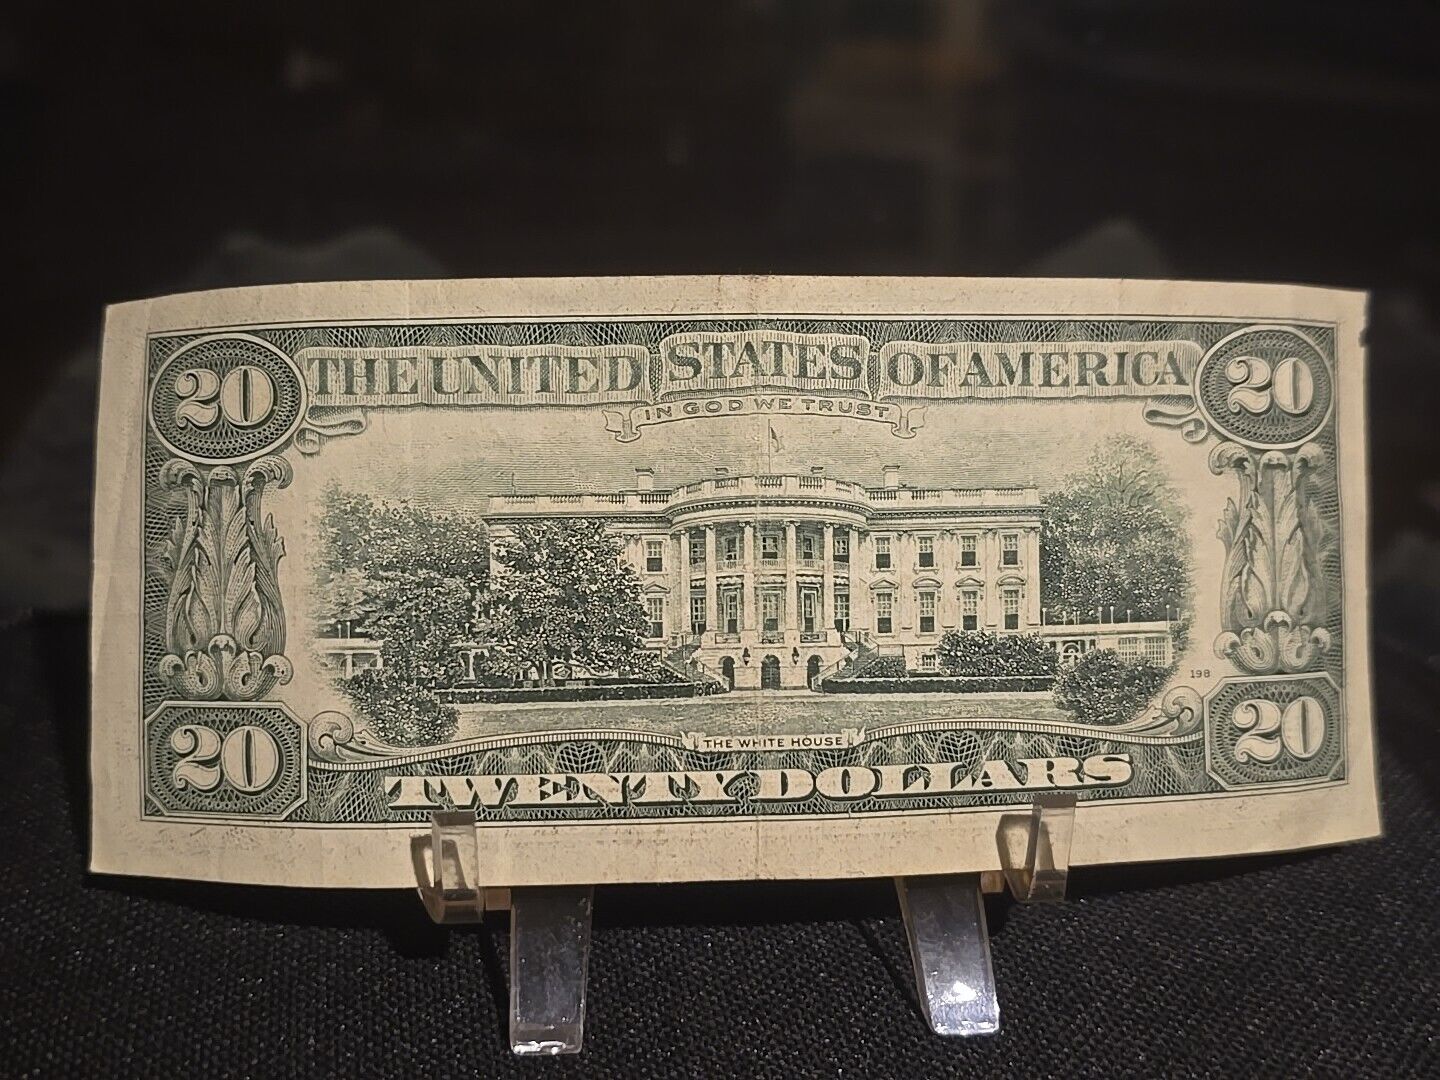 20 THE UNITED STATES OF AMERICA 20
IN GOD WE TRUST
198
20 THE WHITE HOUSE 20
TWENTY DOLLARS